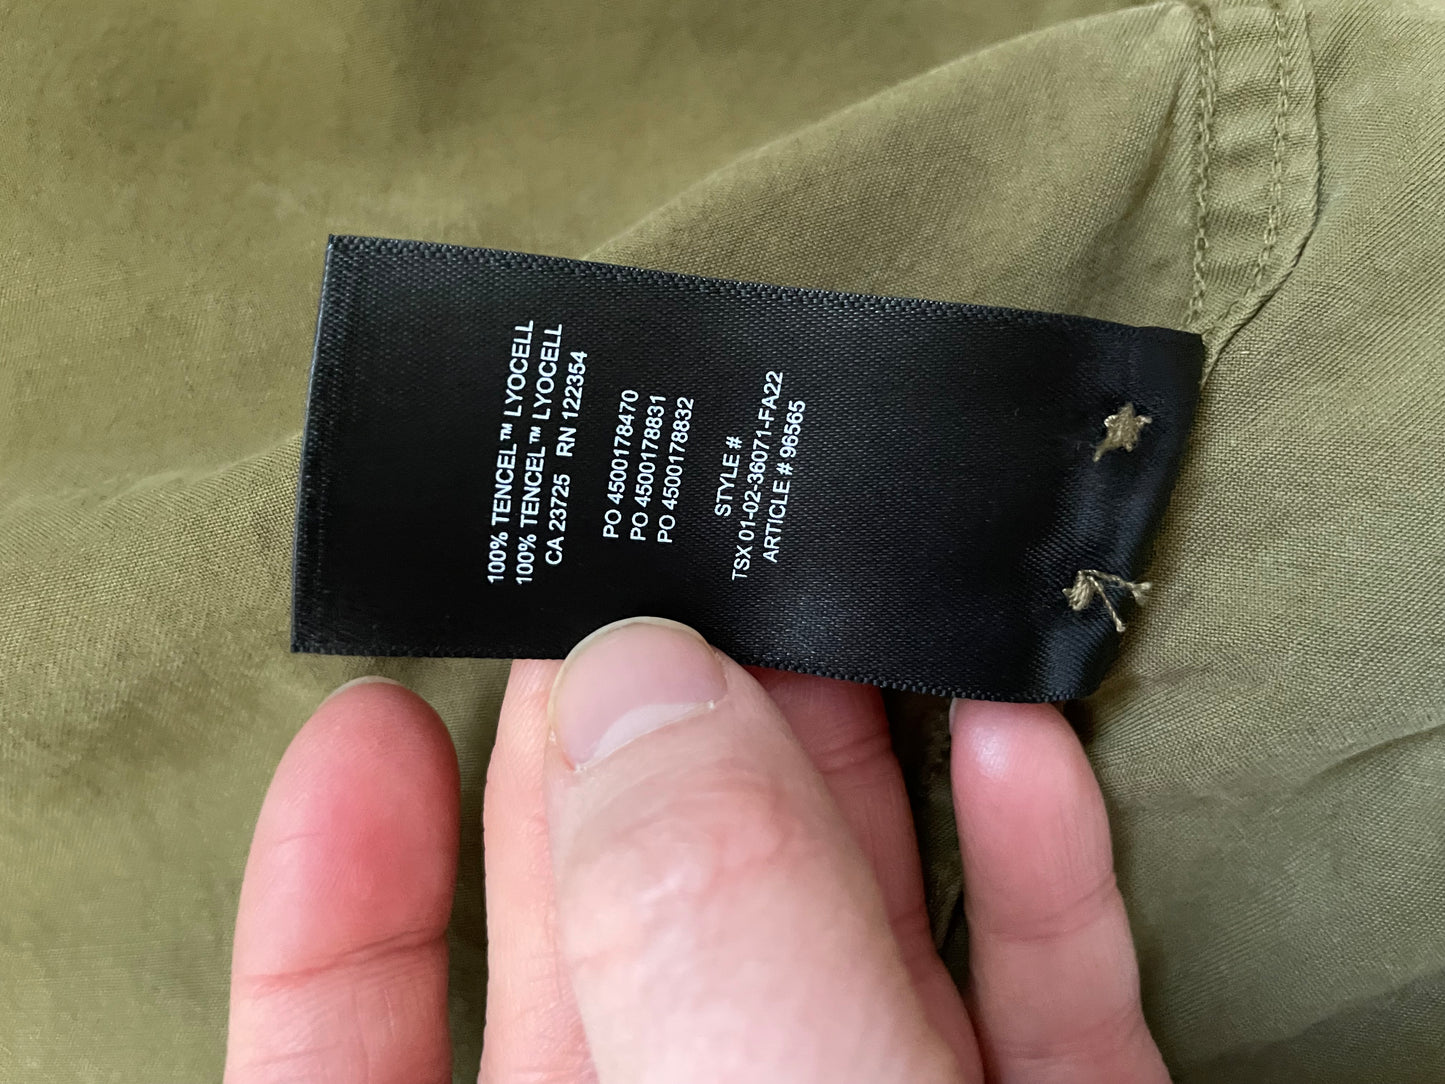 100% TENCEL™ LYOCELL
100% TENCEL™ LYOCELL
CA 23725 RN 122354
PO 4500178470
PO 4500178831
PO 4500178832
STYLE #
TSX 01-02-36071-FA22
ARTICLE # 96565